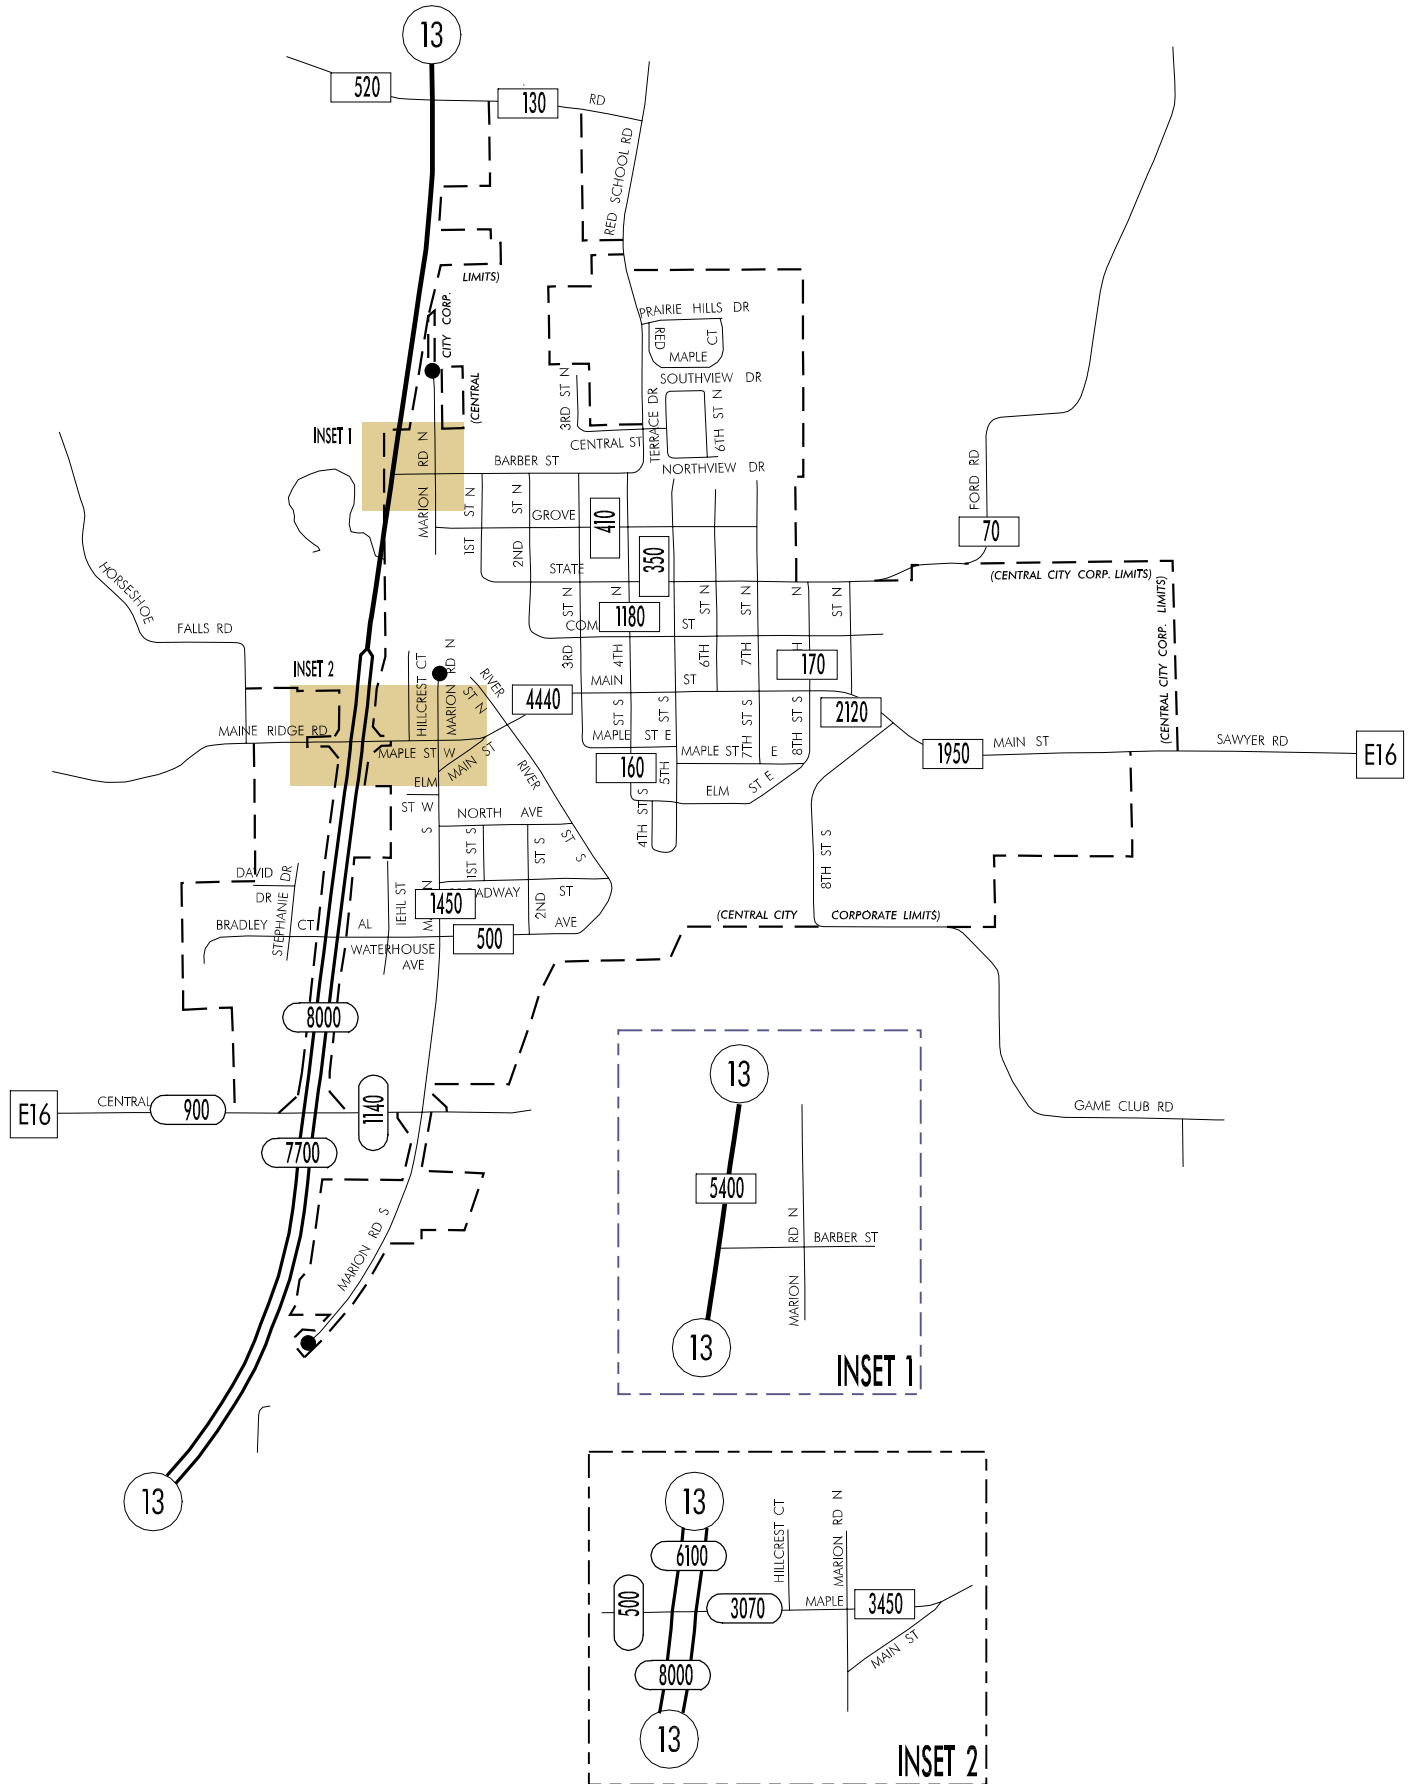 13
520
130
RD
RED SCHOOL RD
LIMITS)
CITY CORP.
(CENTRAL
PRAIRIE HILLS DR
RED
CT
MAPLE
SOUTHVIEW DR
3RD ST N
TERRACE DR
6TH ST N
CENTRAL ST
NORTHVIEW DR
INSET 1
MARION RD N
BARBER ST
FORD RD
70
1ST ST N
2ND ST N
GROVE
410
350
STATE
(CENTRAL CITY CORP. LIMITS)
(CENTRAL CITY CORP. LIMITS)
HORSESHOE
FALLS RD
3RD ST N
4TH N
1180
COM ST
6TH ST N
7TH ST N
N
H
170
ST N
INSET 2
HILLCREST CT
MARION RD N
RIVER ST N
4440
MAIN ST
2120
MAINE RIDGE RD
MAPLE ST W
MAIN ST
ST S
MAPLE ST E
ST S
5TH
MAPLE ST E
7TH ST S
8TH ST S
1950
MAIN ST
SAWYER RD
E16
160
ELM
ST W
RIVER ST S
ELM ST E
4TH ST S
NORTH AVE
S
1ST ST S
2ND ST S
8TH ST S
DAVID
DR
STEPHANIE DR
IEHL ST
M N
1450
ADWAY ST
BRADLEY CT
AL
AVE
500
WATERHOUSE
AVE
(CENTRAL CITY CORPORATE LIMITS)
8000
E16
CENTRAL
900
1140
7700
GAME CLUB RD
MARION RD S
13
13
5400
MARION RD N
BARBER ST
13
INSET 1
13
6100
HILLCREST CT
MARION RD N
500
3070
MAPLE
3450
MAIN ST
8000
13
INSET 2